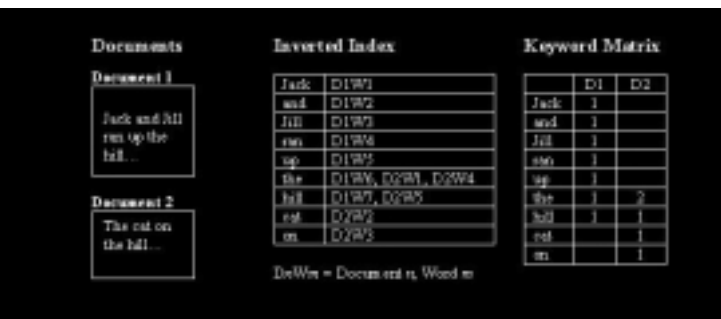 Documents
Document 1
Jack and Jill
ran up the
hill...
Document 2
The cat on
the hill...
Inverted Index
Jack D1W1
and D1W2
Jill D1W3
ran D1W4
up D1W5
the D1W6, D2W1, D2W4
hill D1W7, D2W5
cat D2W2
on D2W3
DnWm = Document n, Word m
Keyword Matrix
D1 D2
Jack 1
and 1
Jill 1
ran 1
up 1
the 1 2
hill 1 1
cat 1
on 1